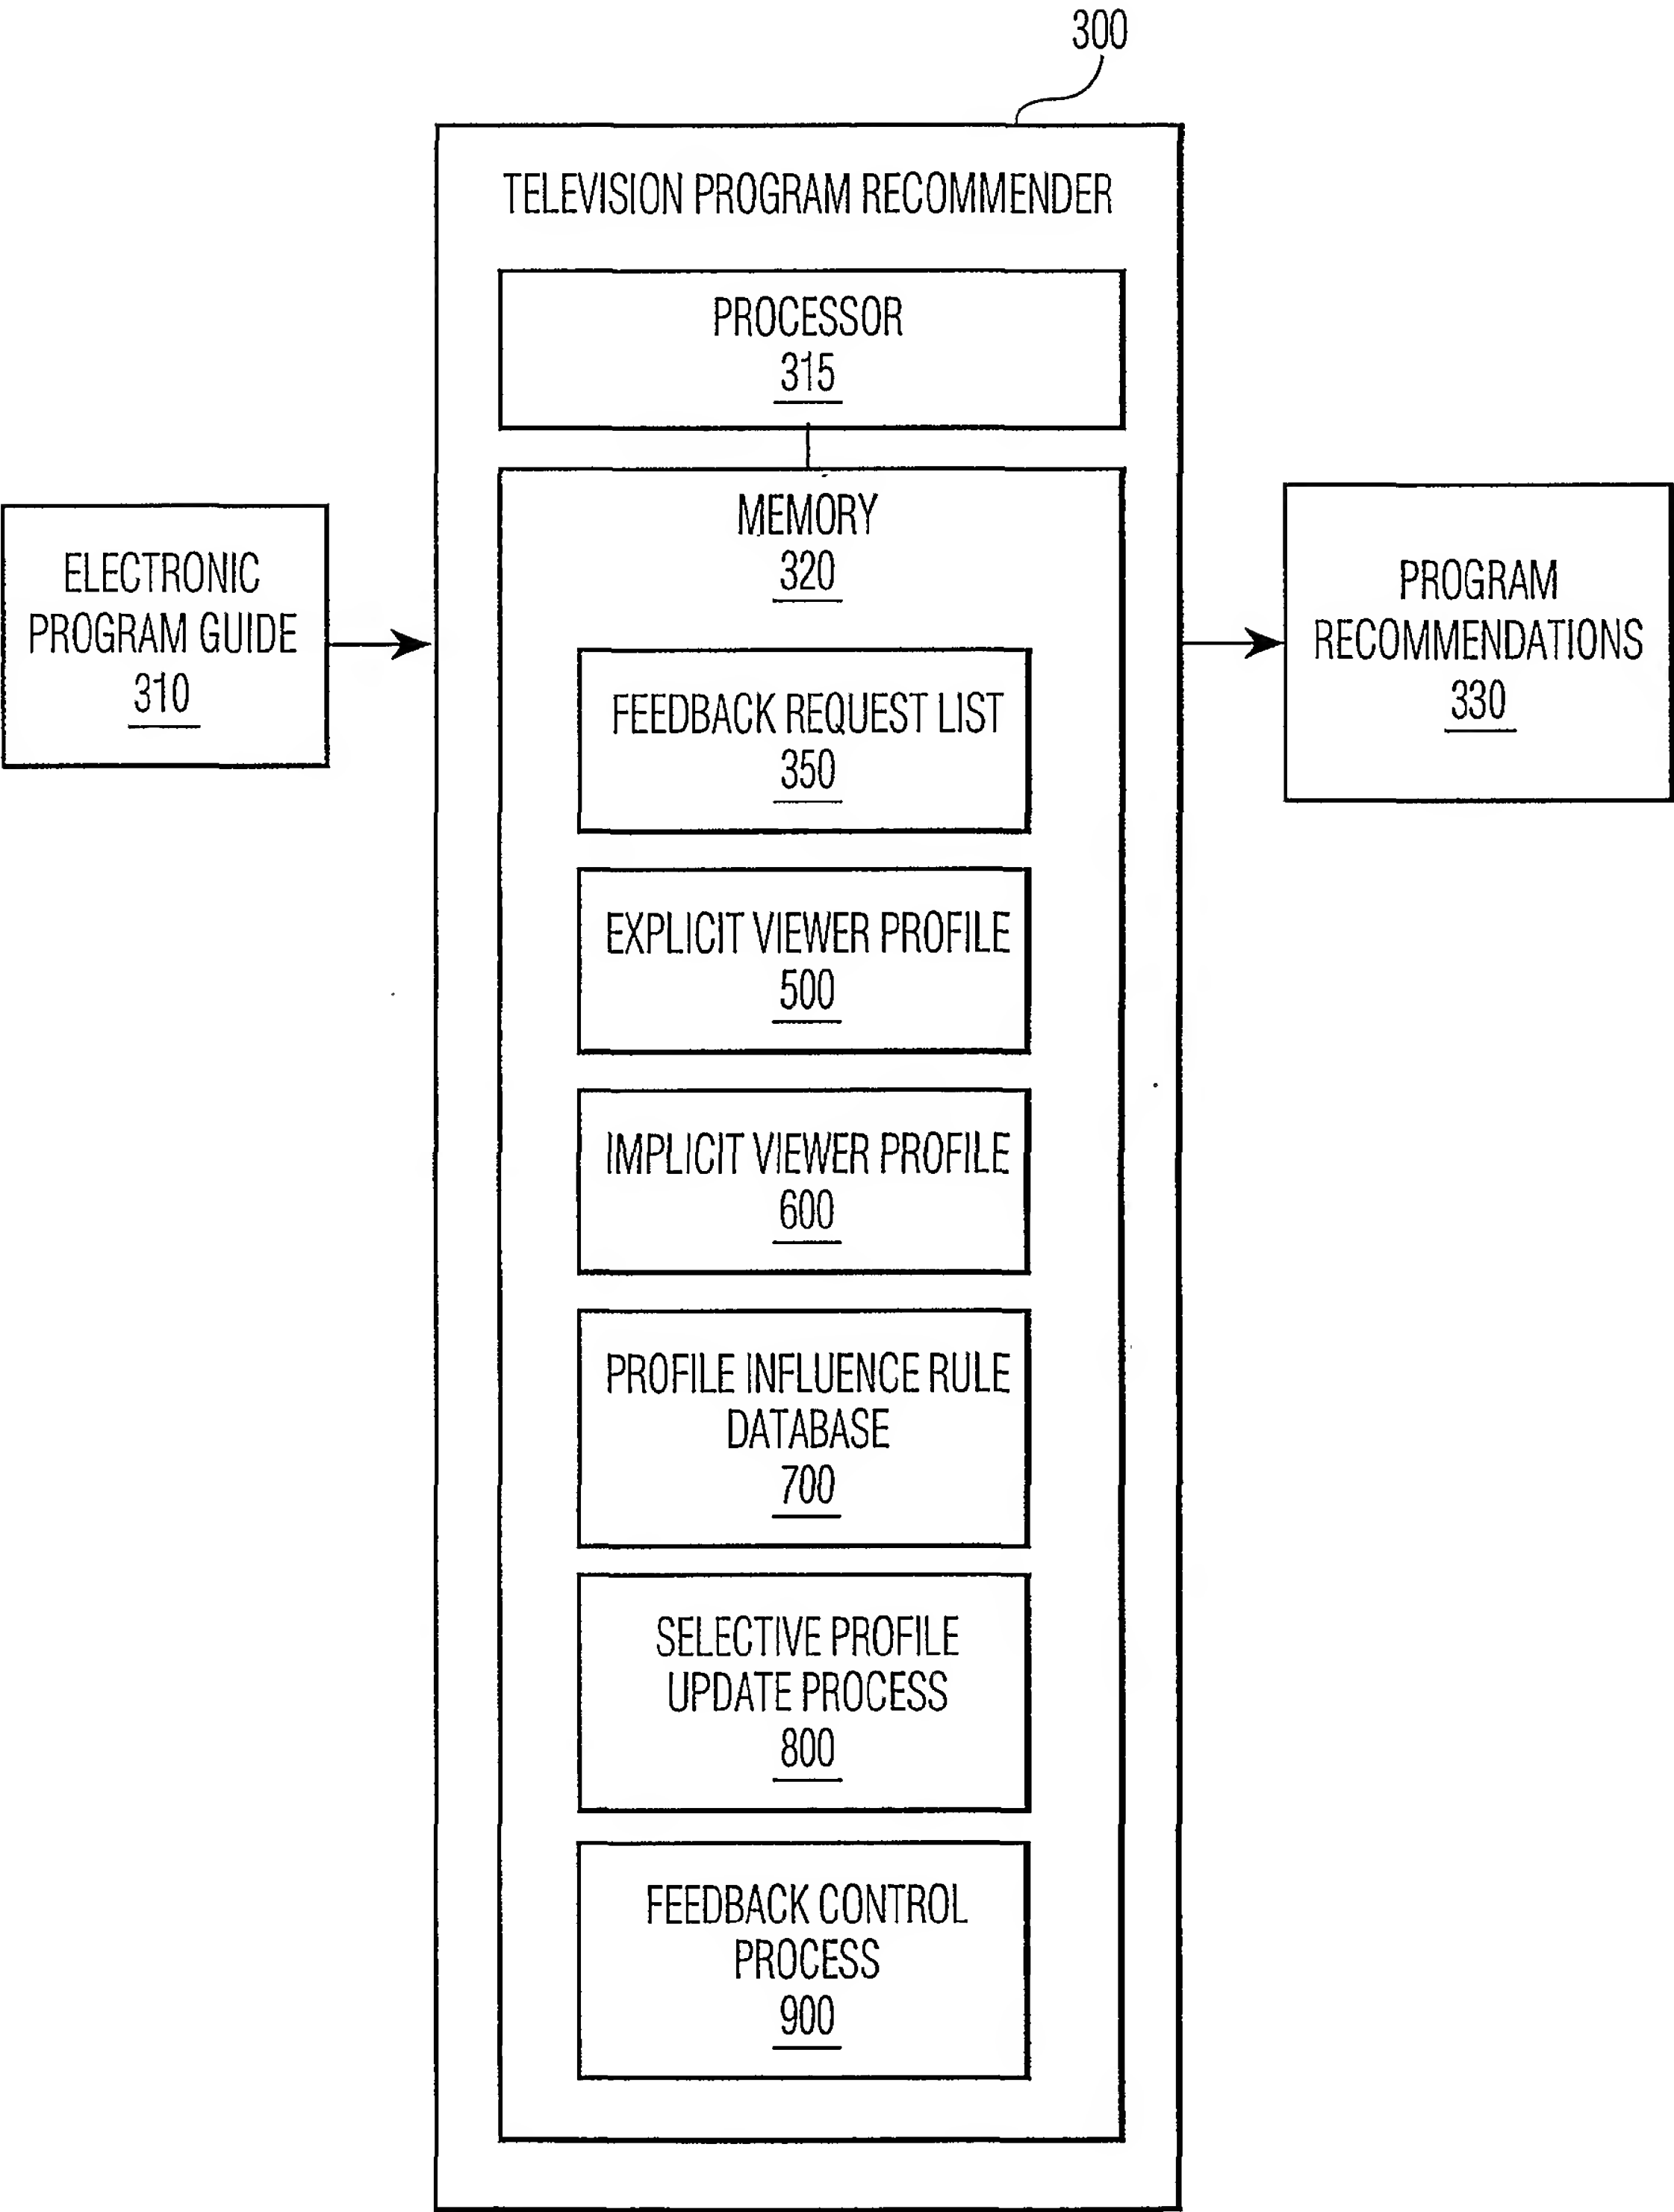 300
TELEVISION PROGRAM RECOMMENDER
PROCESSOR
315
MEMORY
320
ELECTRONIC
PROGRAM GUIDE
310
PROGRAM
RECOMMENDATIONS
330
FEEDBACK REQUEST LIST
350
EXPLICIT VIEWER PROFILE
500
IMPLICIT VIEWER PROFILE
600
PROFILE INFLUENCE RULE
DATABASE
700
SELECTIVE PROFILE
UPDATE PROCESS
800
FEEDBACK CONTROL
PROCESS
900